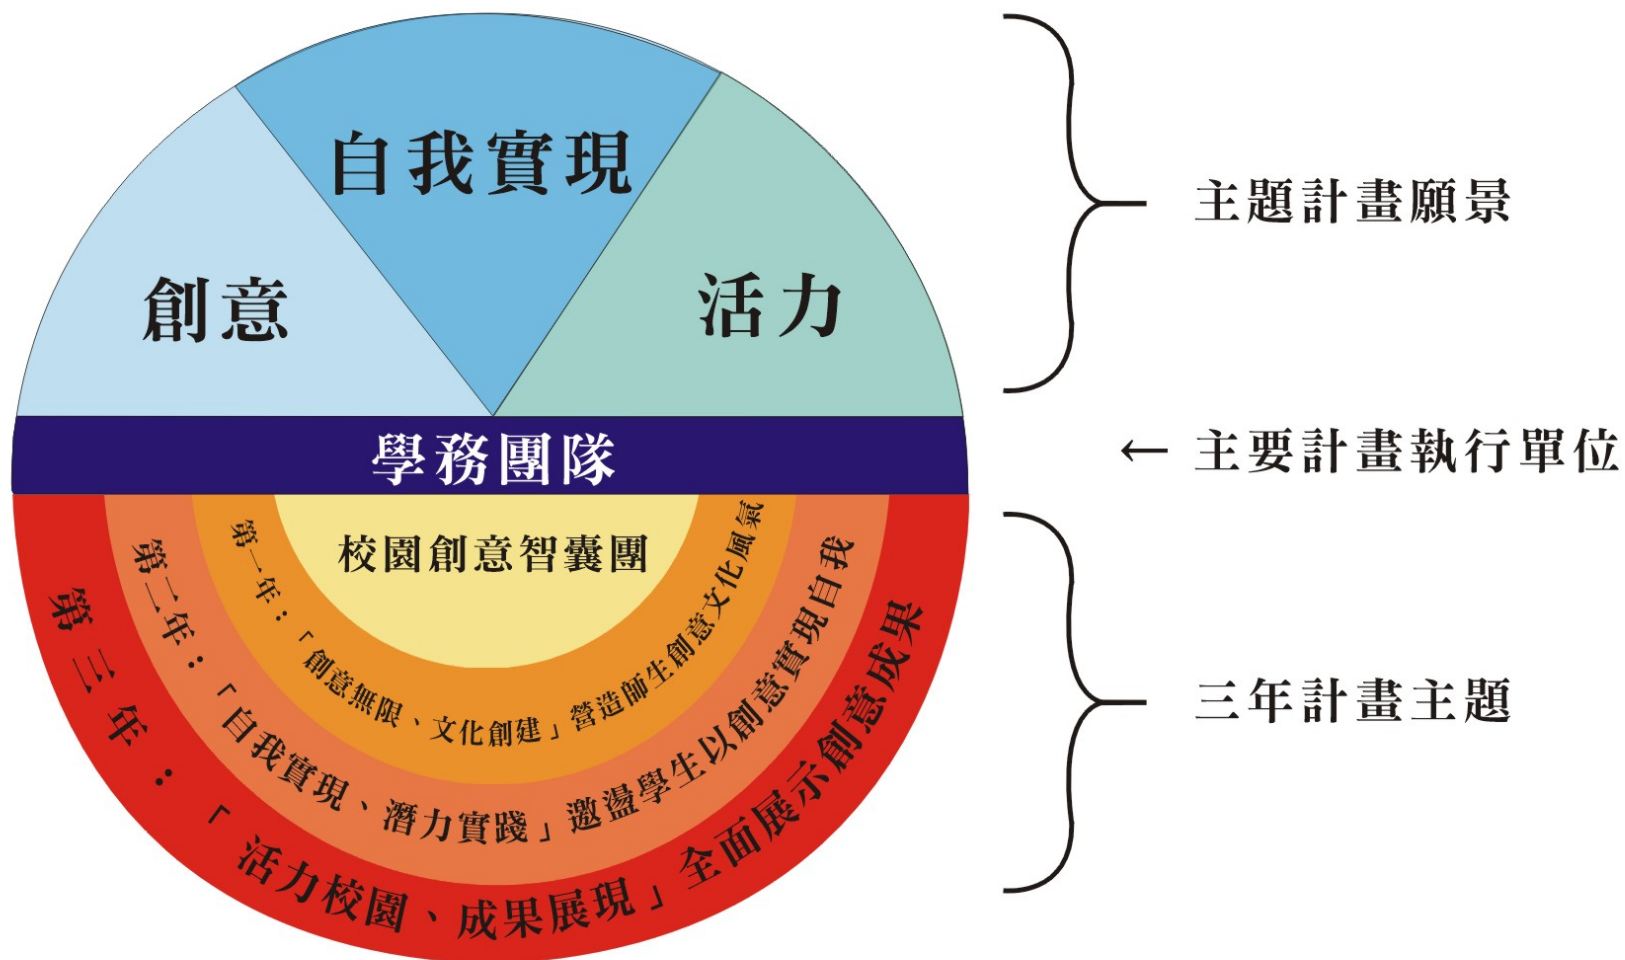 自我實現
創意
活力
主題計畫願景
學務團隊
← 主要計畫執行單位
校園創意智囊團
第一年：「創意無限、文化創建」營造師生創意文化風氣
第二年：「自我實現、潛力實踐」邀盪學生以創意實現自我
第三年：「活力校園、成果展現」全面展示創意成果
三年計畫主題